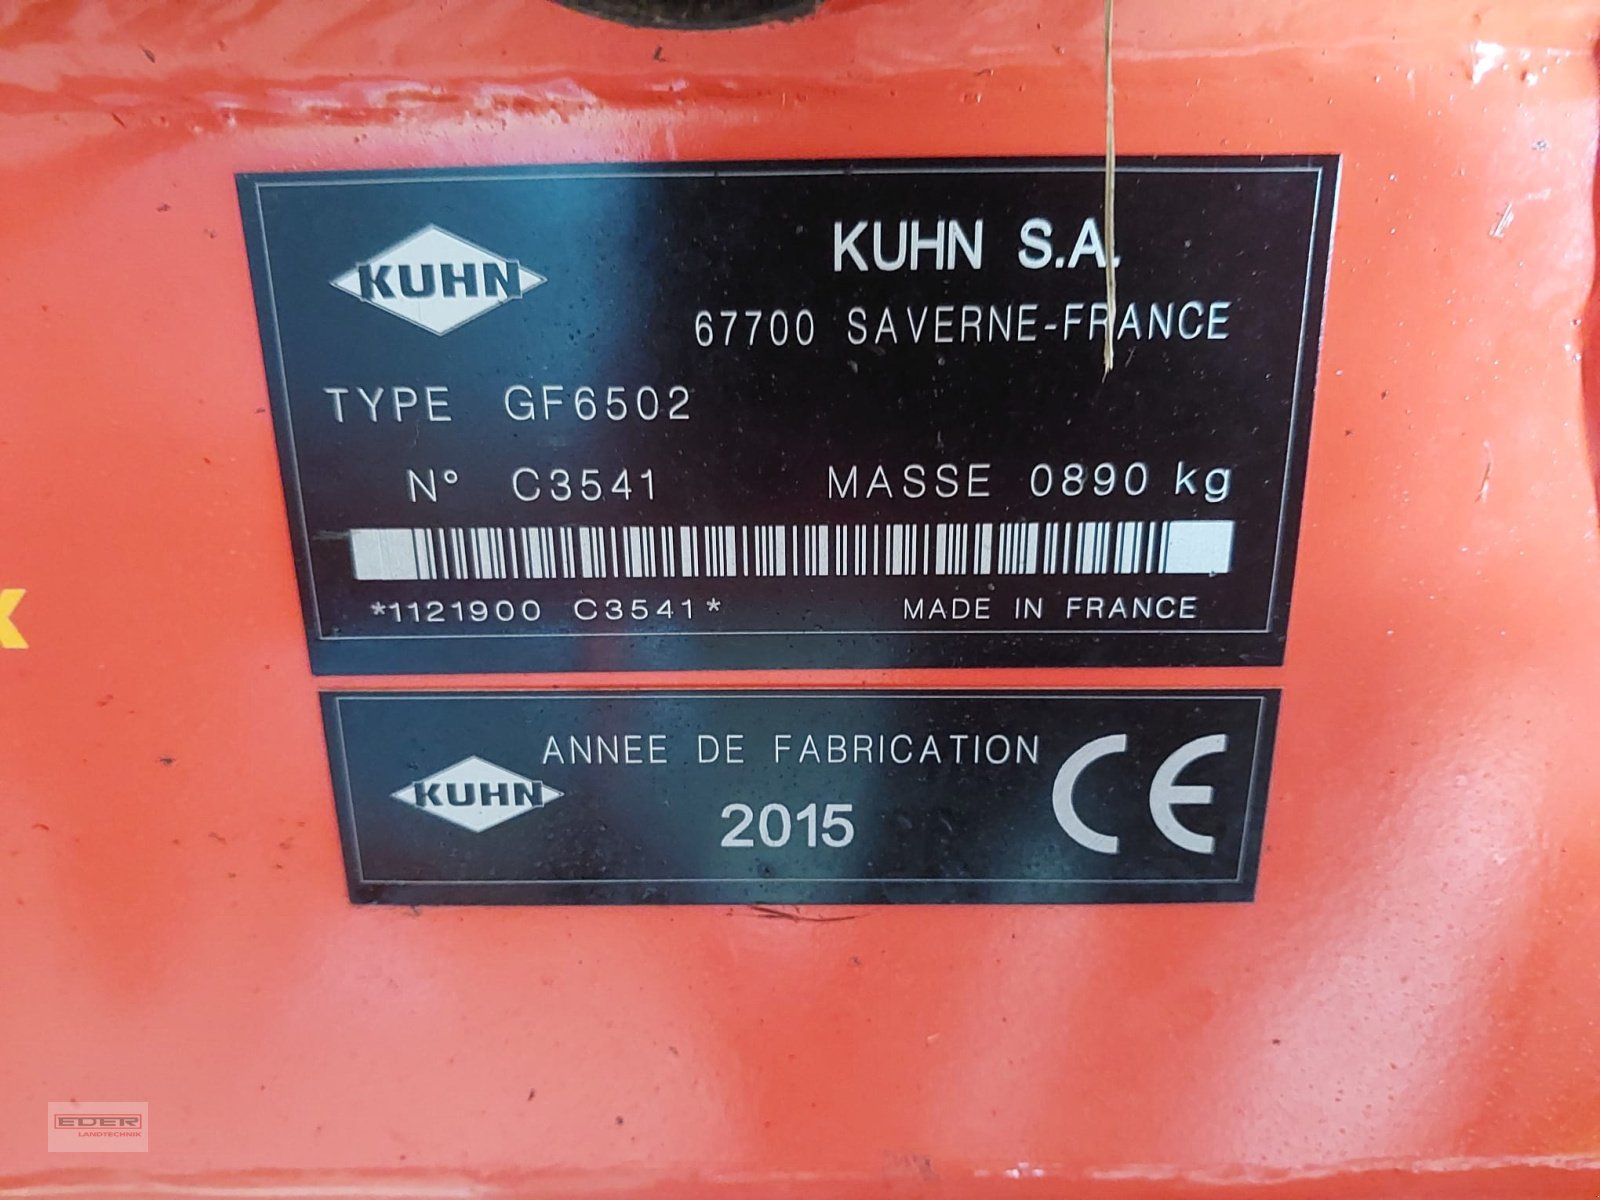 KUHN
KUHN S.A.
67700 SAVERNE-FRANCE
TYPE GF6502
N° C3541 MASSE 0890 kg
*1121900 C3541* MADE IN FRANCE
KUHN
ANNEE DE FABRICATION
2015
CE
EDER
LANDTECHNIK